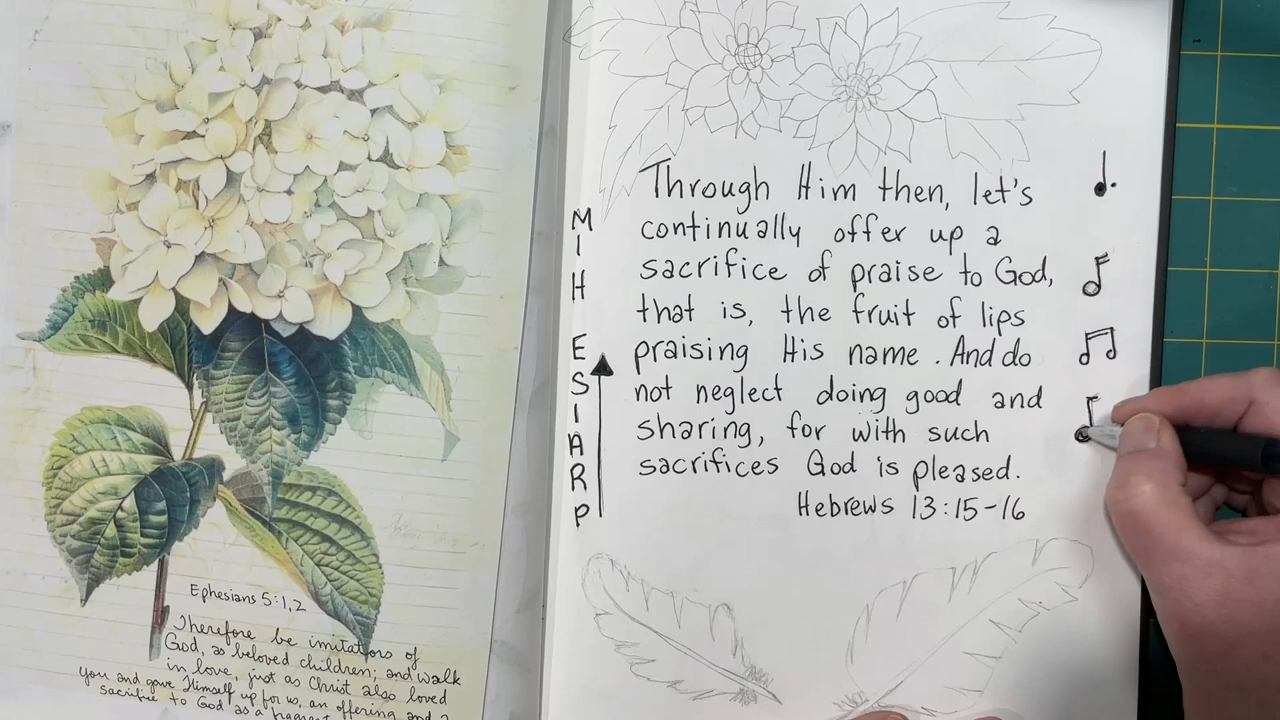 Ephesians 5:1,2
Therefore be imitators of
God, as beloved children; and walk
in love, just as Christ also loved
you and gave Himself up for us, an offering and a
sacrifice to God as a fragrant
M
I
H
E
S
I
A
R
P
Through Him then, let's
continually offer up a
sacrifice of praise to God,
that is, the fruit of lips
praising His name. And do
not neglect doing good and
sharing, for with such
sacrifices God is pleased.
Hebrews 13:15-16